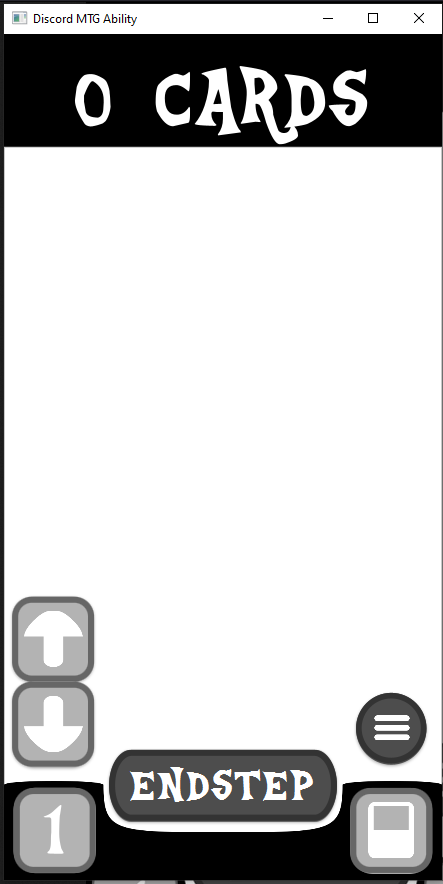 Discord MTG Ability
0 CARDS
ENDSTEP
1